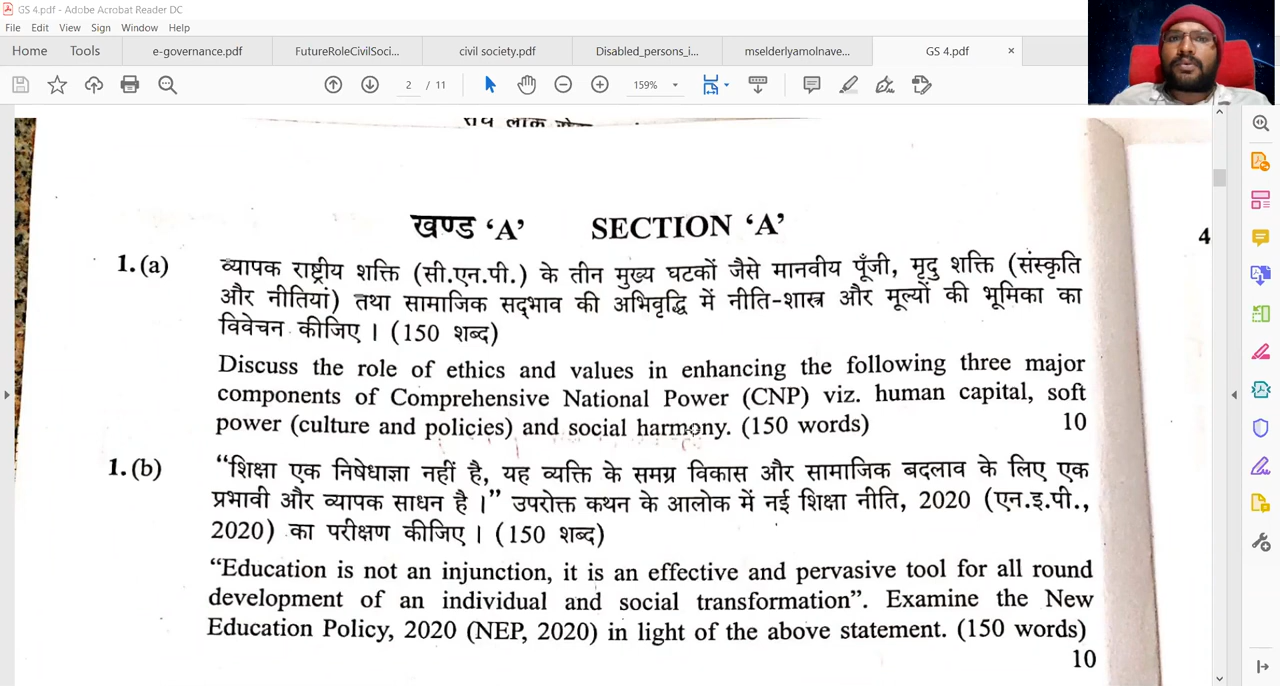 GS 4.pdf - Adobe Acrobat Reader DC
File Edit View Sign Window Help
Home Tools e-governance.pdf FutureRoleCivilSoci... civil society.pdf Disabled_persons_i... mselderlyamolnave... GS 4.pdf ×
2 / 11 159%
खण्ड ‘A’ SECTION ‘A’
4
1. (a) व्यापक राष्ट्रीय शक्ति (सी.एन.पी.) के तीन मुख्य घटकों जैसे मानवीय पूँजी, मृदु शक्ति (संस्कृति
और नीतियां) तथा सामाजिक सद्भाव की अभिवृद्धि में नीति-शास्त्र और मूल्यों की भूमिका का
विवेचन कीजिए । (150 शब्द)
Discuss the role of ethics and values in enhancing the following three major
components of Comprehensive National Power (CNP) viz. human capital, soft
power (culture and policies) and social harmony. (150 words) 10
1. (b) “शिक्षा एक निषेधाज्ञा नहीं है, यह व्यक्ति के समग्र विकास और सामाजिक बदलाव के लिए एक
प्रभावी और व्यापक साधन है ।” उपरोक्त कथन के आलोक में नई शिक्षा नीति, 2020 (एन.इ.पी.,
2020) का परीक्षण कीजिए । (150 शब्द)
“Education is not an injunction, it is an effective and pervasive tool for all round
development of an individual and social transformation”. Examine the New
Education Policy, 2020 (NEP, 2020) in light of the above statement. (150 words)
10